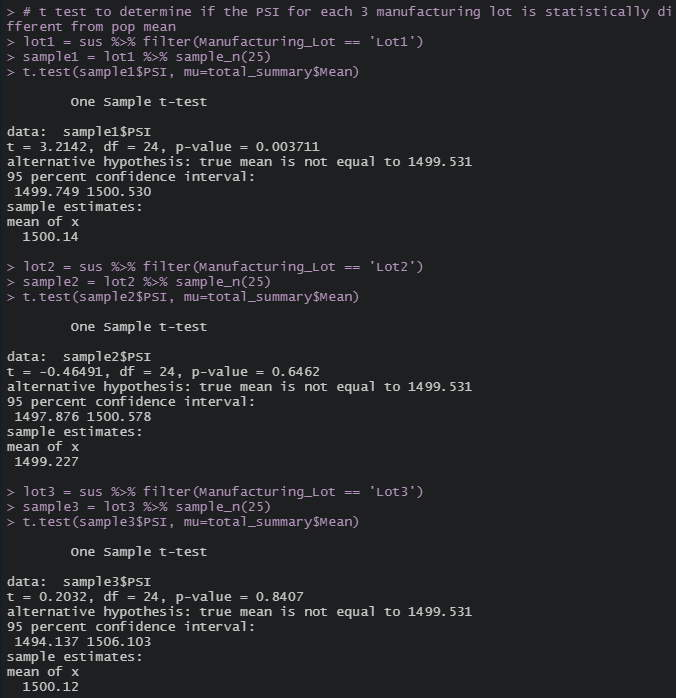 > # t test to determine if the PSI for each 3 manufacturing lot is statistically di
fferent from pop mean
> lot1 = sus %>% filter(Manufacturing_Lot == 'Lot1')
> sample1 = lot1 %>% sample_n(25)
> t.test(sample1$PSI, mu=total_summary$Mean)
One Sample t-test
data:  sample1$PSI
t = 3.2142, df = 24, p-value = 0.003711
alternative hypothesis: true mean is not equal to 1499.531
95 percent confidence interval:
1499.749 1500.530
sample estimates:
mean of x
1500.14
> lot2 = sus %>% filter(Manufacturing_Lot == 'Lot2')
> sample2 = lot2 %>% sample_n(25)
> t.test(sample2$PSI, mu=total_summary$Mean)
One Sample t-test
data:  sample2$PSI
t = -0.46491, df = 24, p-value = 0.6462
alternative hypothesis: true mean is not equal to 1499.531
95 percent confidence interval:
1497.876 1500.578
sample estimates:
mean of x
1499.227
> lot3 = sus %>% filter(Manufacturing_Lot == 'Lot3')
> sample3 = lot3 %>% sample_n(25)
> t.test(sample3$PSI, mu=total_summary$Mean)
One Sample t-test
data:  sample3$PSI
t = 0.2032, df = 24, p-value = 0.8407
alternative hypothesis: true mean is not equal to 1499.531
95 percent confidence interval:
1494.137 1506.103
sample estimates:
mean of x
1500.12